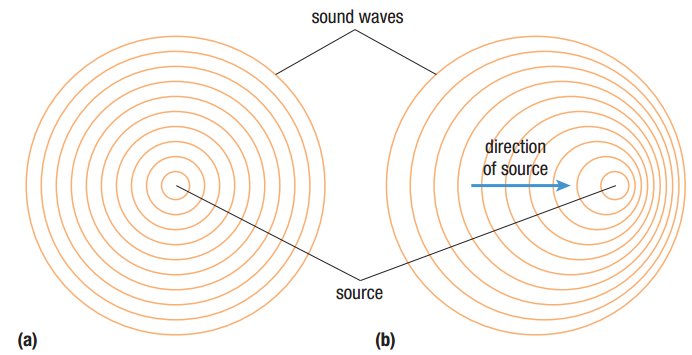 sound waves
direction
of source
source
(a)
(b)